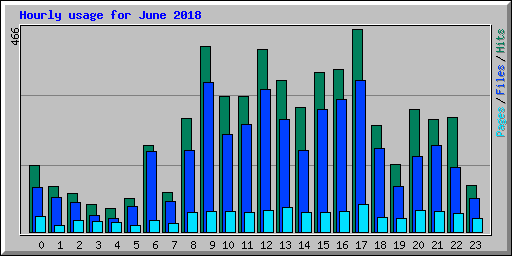 Hourly usage for June 2018
466
Pages/Files/Hits
0 1 2 3 4 5 6 7 8 9 10 11 12 13 14 15 16 17 18 19 20 21 22 23